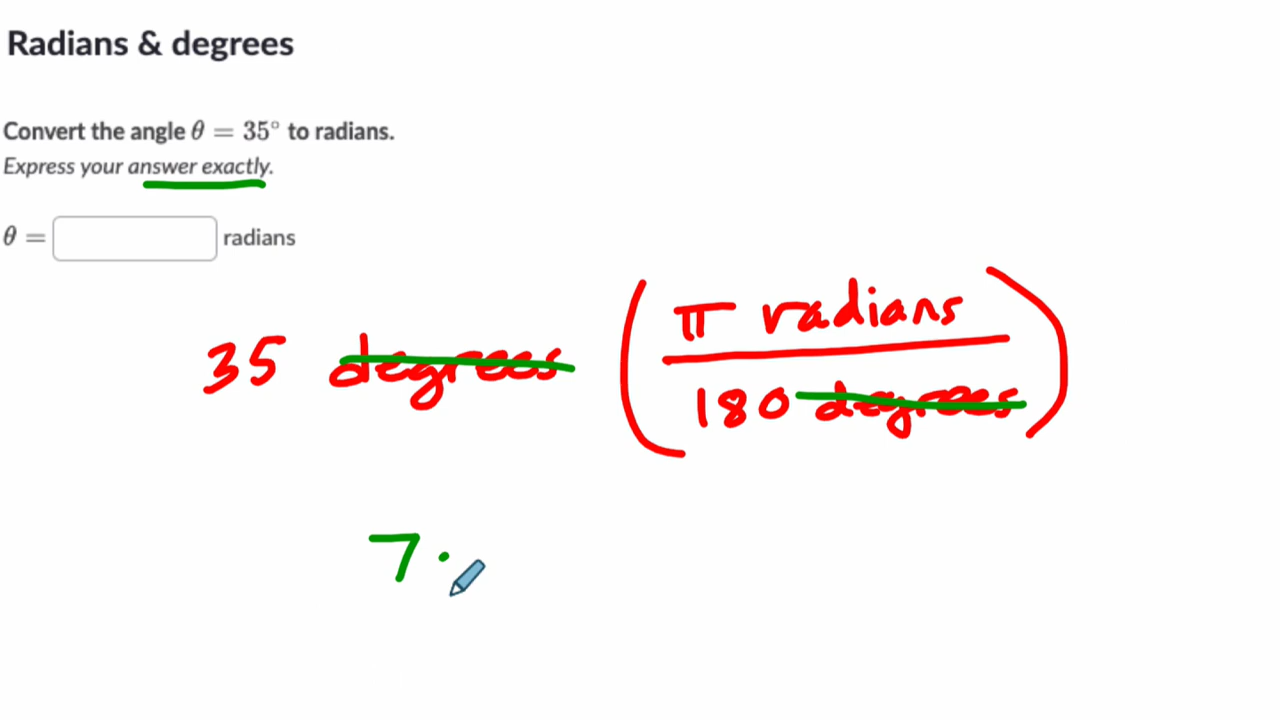 Radians & degrees
Convert the angle θ = 35° to radians.
Express your answer exactly.
θ = radians
35 degrees (π radians
180 degrees)
7 ·